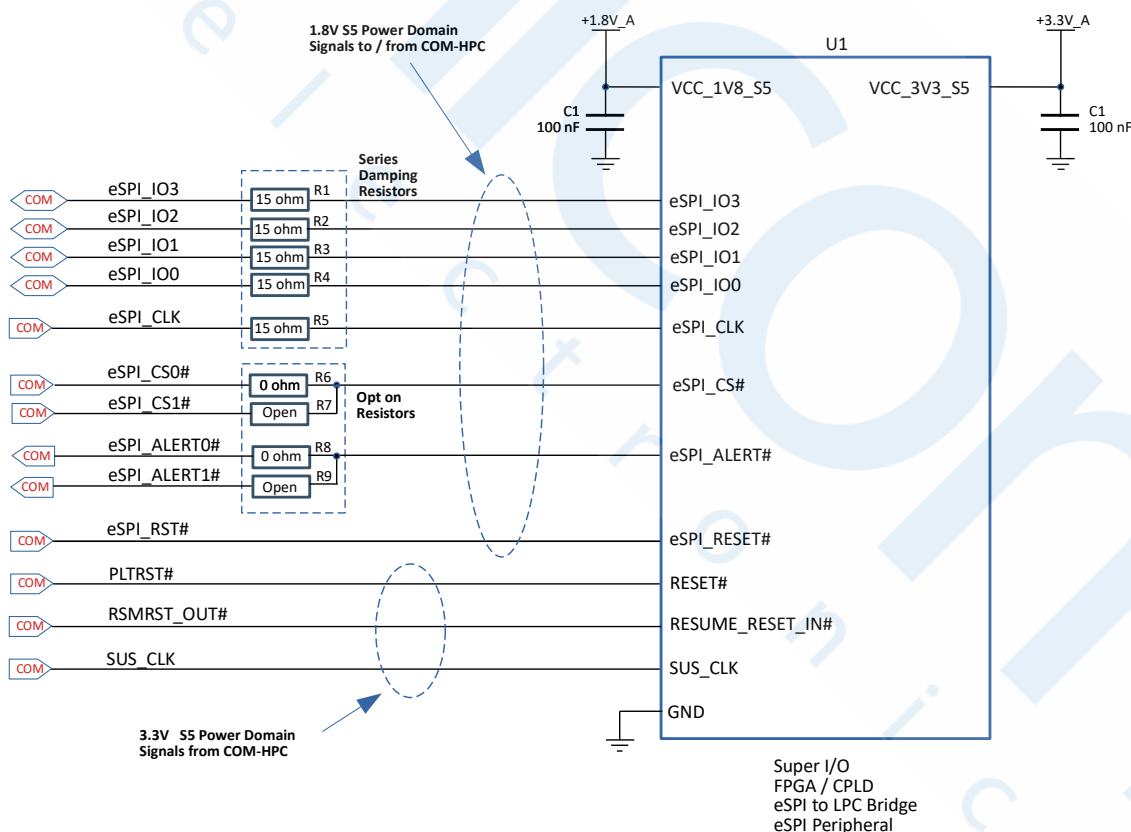 1.8V S5 Power Domain
Signals to / from COM-HPC
+1.8V_A
+3.3V_A
U1
VCC_1V8_S5
VCC_3V3_S5
C1
100 nF
C1
100 nF
Series
Damping
Resistors
COM
eSPI_IO3
15 ohm
R1
eSPI_IO3
COM
eSPI_IO2
15 ohm
R2
eSPI_IO2
COM
eSPI_IO1
15 ohm
R3
eSPI_IO1
COM
eSPI_IO0
15 ohm
R4
eSPI_IO0
COM
eSPI_CLK
15 ohm
R5
eSPI_CLK
COM
eSPI_CS0#
0 ohm
R6
eSPI_CS#
COM
eSPI_CS1#
Open
R7
Opt on
Resistors
COM
eSPI_ALERT0#
0 ohm
R8
eSPI_ALERT#
COM
eSPI_ALERT1#
Open
R9
COM
eSPI_RST#
eSPI_RESET#
COM
PLTRST#
RESET#
COM
RSMRST_OUT#
RESUME_RESET_IN#
COM
SUS_CLK
SUS_CLK
GND
3.3V S5 Power Domain
Signals from COM-HPC
Super I/O
FPGA / CPLD
eSPI to LPC Bridge
eSPI Peripheral